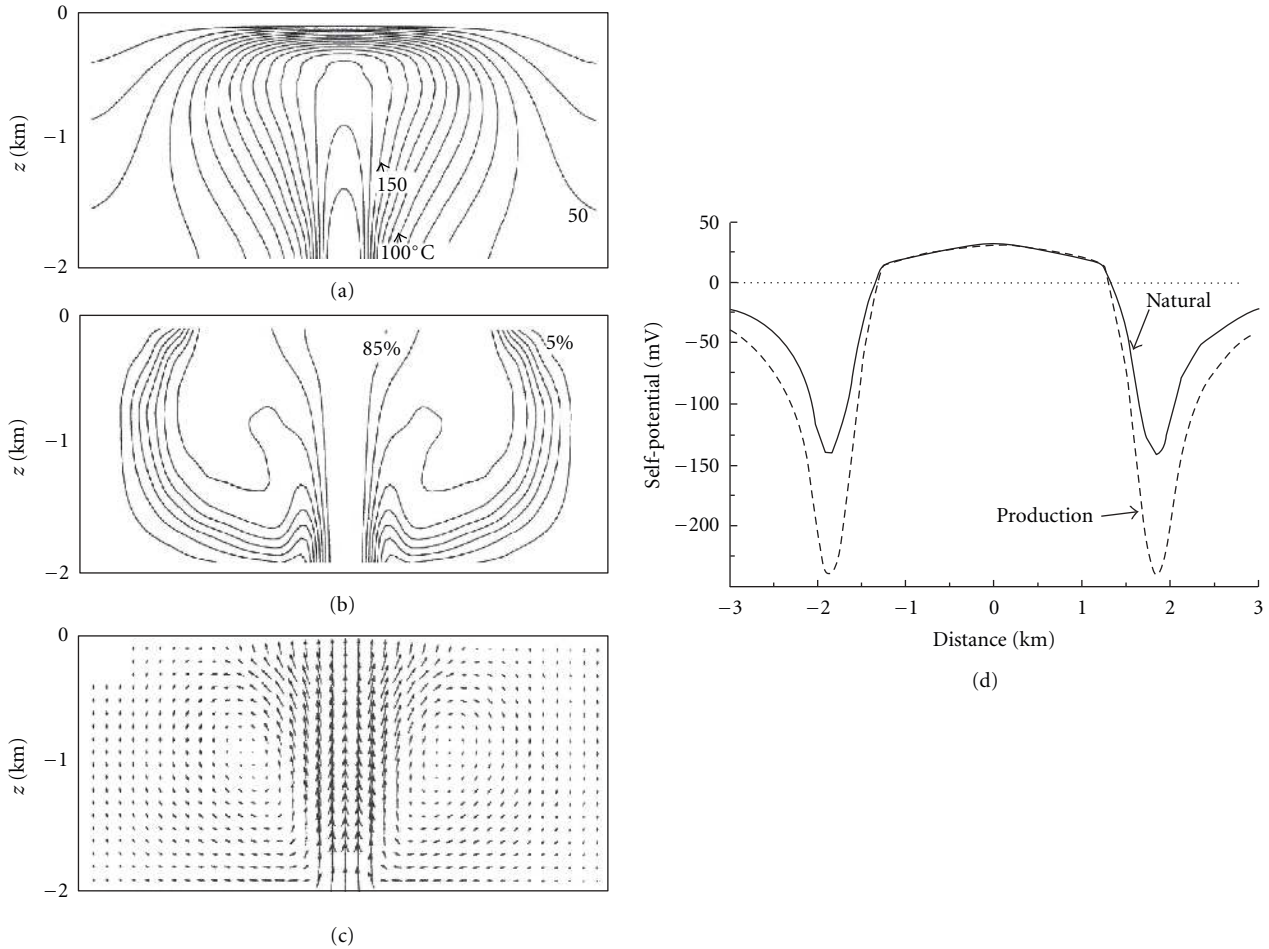 0
−1
−2
z (km)
150
100°C
50
(a)
0
−1
−2
z (km)
85%
5%
(b)
0
−1
−2
z (km)
(c)
50
0
−50
−100
−150
−200
Self-potential (mV)
Natural
Production
−3
−2
−1
0
1
2
3
Distance (km)
(d)